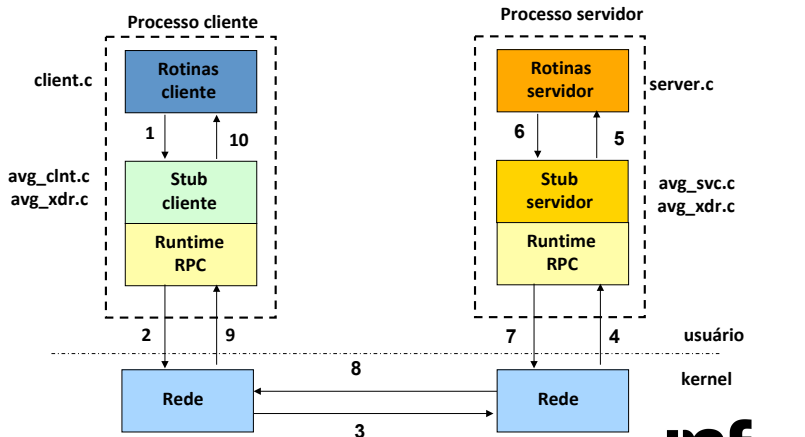 Processo cliente
Processo servidor
client.c
Rotinas
cliente
Rotinas
servidor
server.c
1
10
6
5
avg_clnt.c
avg_xdr.c
Stub
cliente
Stub
servidor
avg_svc.c
avg_xdr.c
Runtime
RPC
Runtime
RPC
2
9
7
4
usuário
8
kernel
Rede
Rede
3